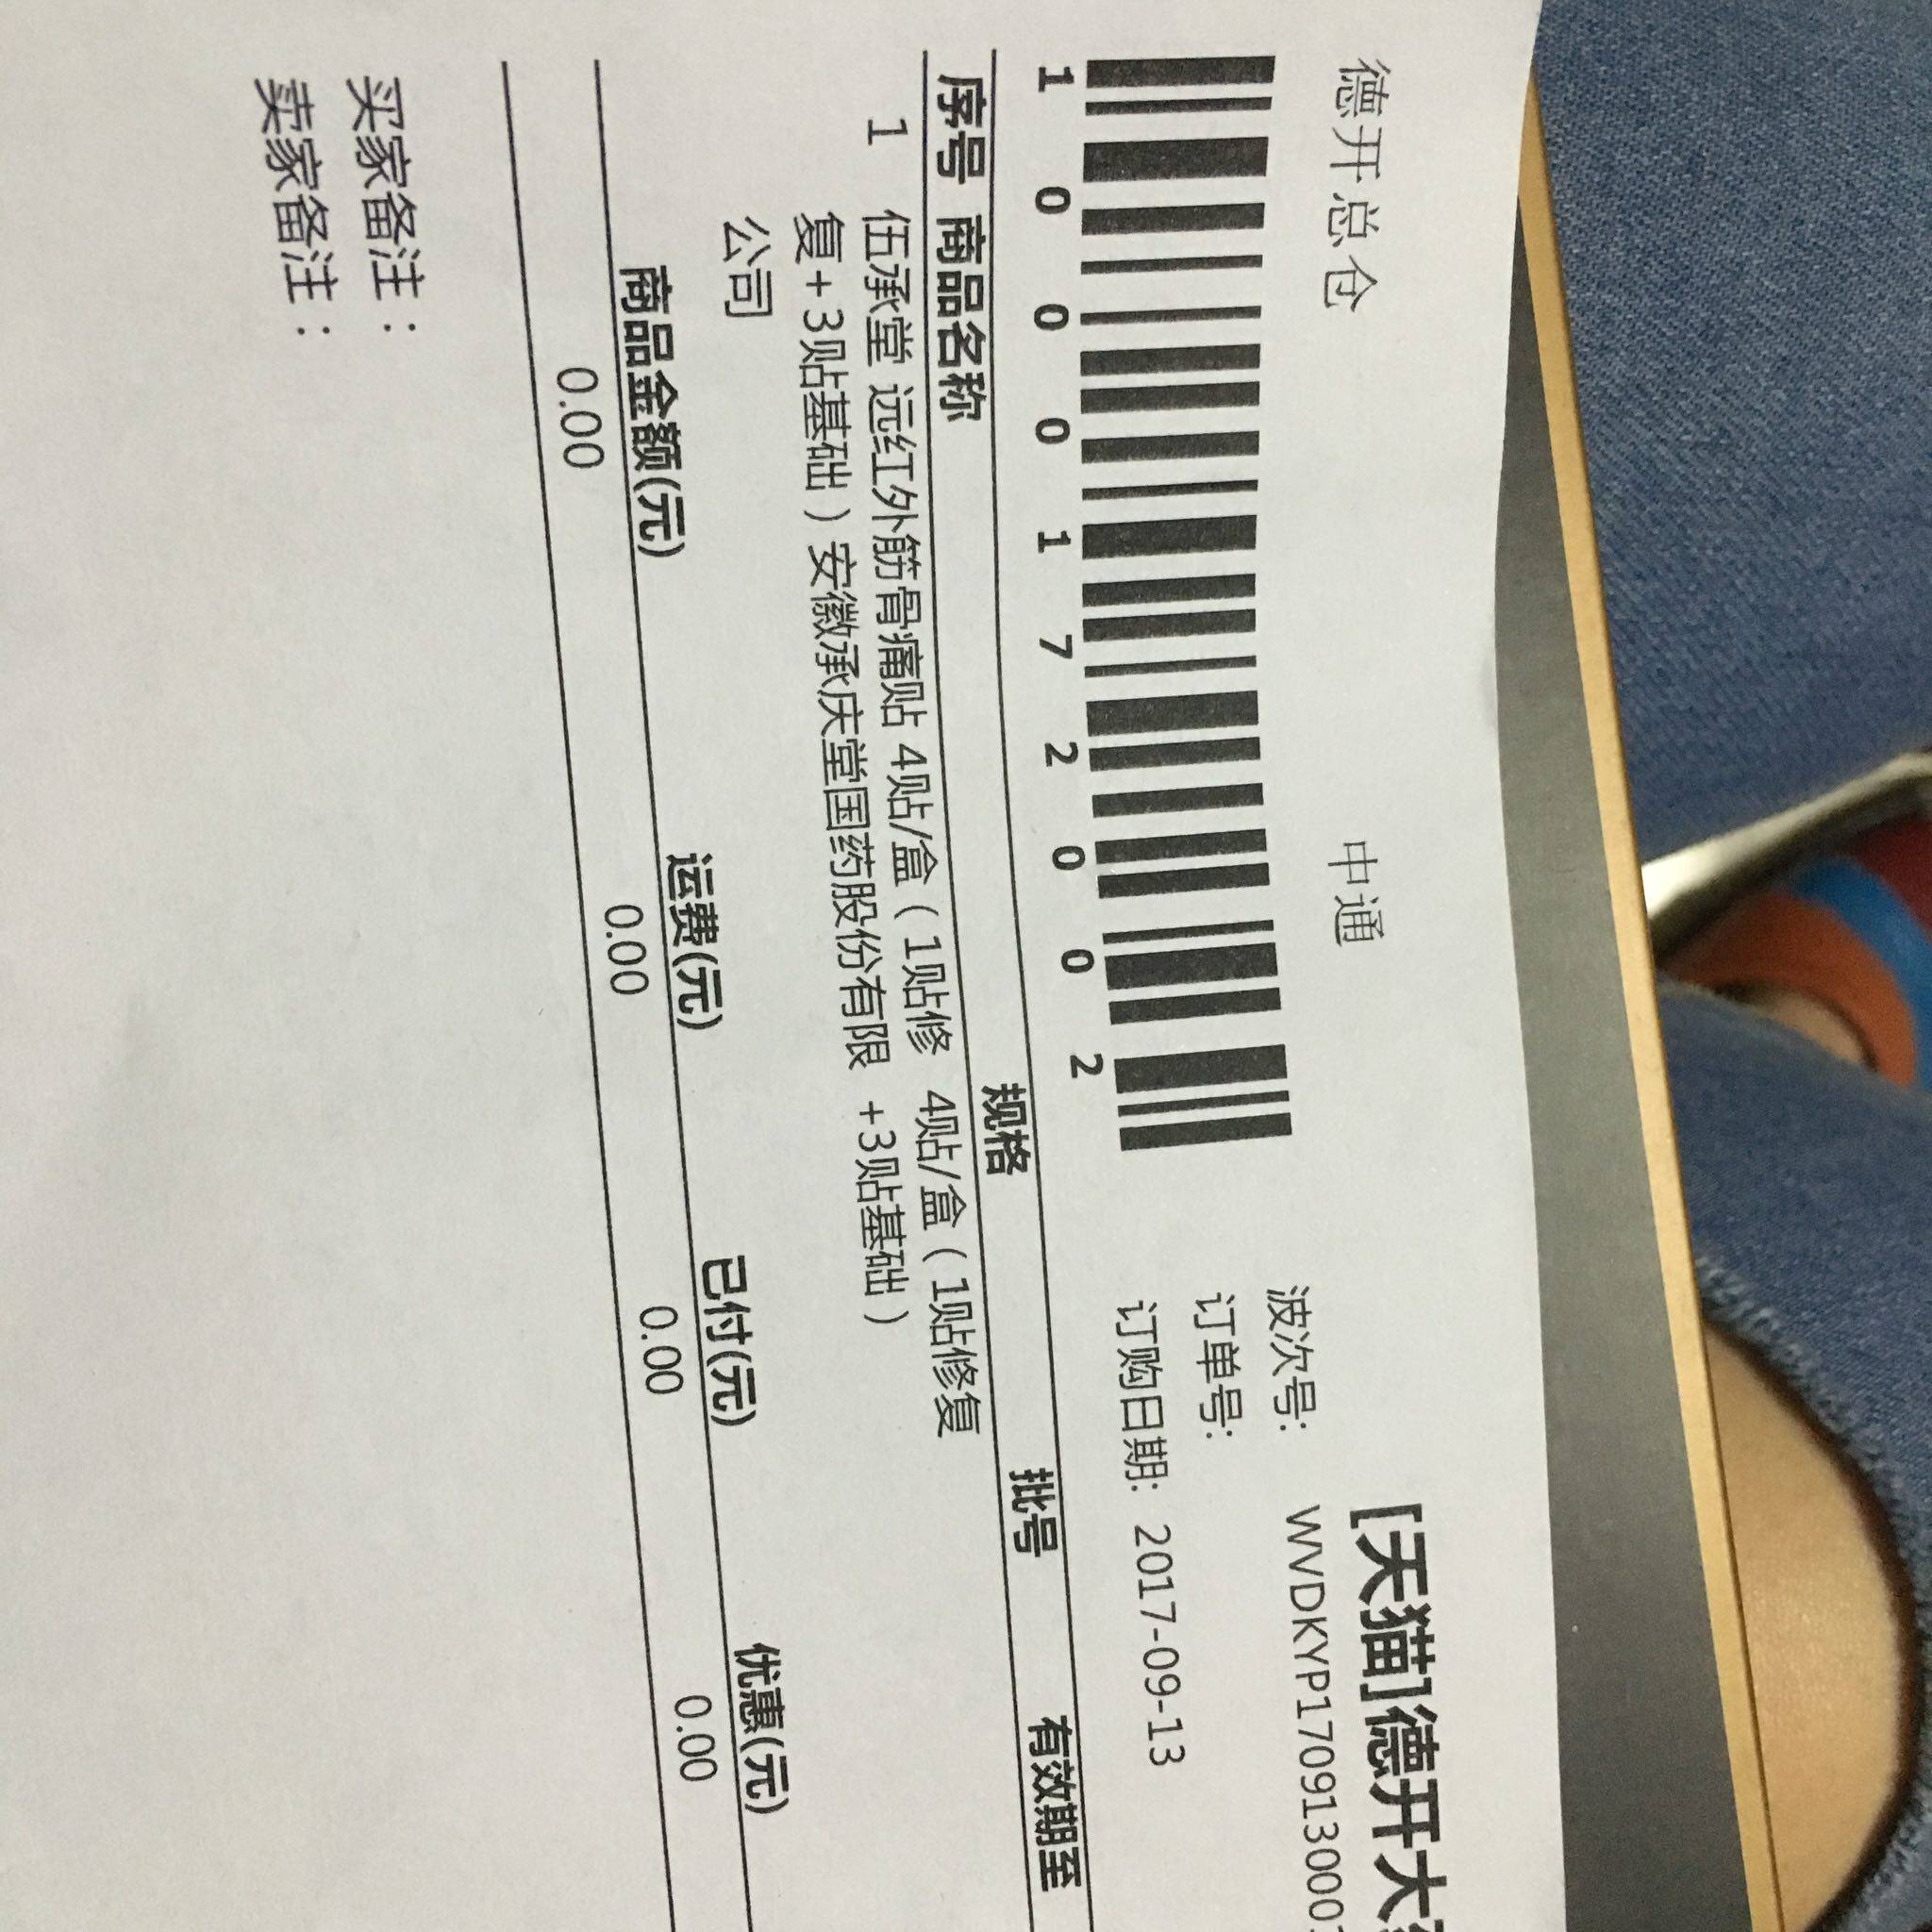 [天猫]德开大
德开总仓 中通
波次号: WVDKYP1709130001
订单号:
订购日期: 2017-09-13
1 0 0 0 1 7 2 0 0 2
序号 商品名称 规格 批号 有效期至
1 伍承堂 远红外筋骨痛贴 4贴/盒（1贴修 4贴/盒（1贴修复
复+3贴基础）安徽承庆堂国药股份有限 +3贴基础）
公司
商品金额(元) 运费(元) 已付(元) 优惠(元)
0.00 0.00 0.00 0.00
买家备注：
卖家备注：